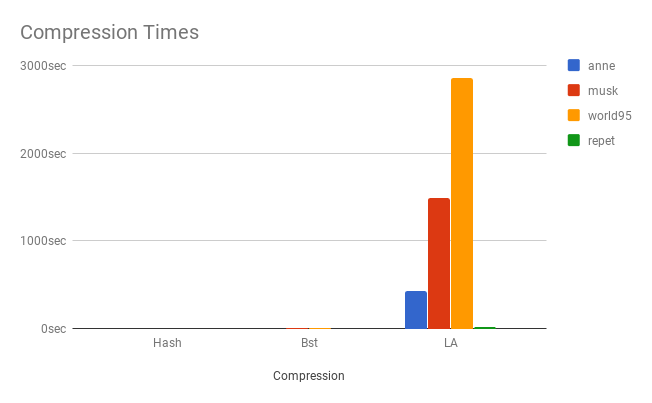 Compression Times
3000sec
2000sec
1000sec
0sec
Hash
Bst
LA
Compression
anne
musk
world95
repet